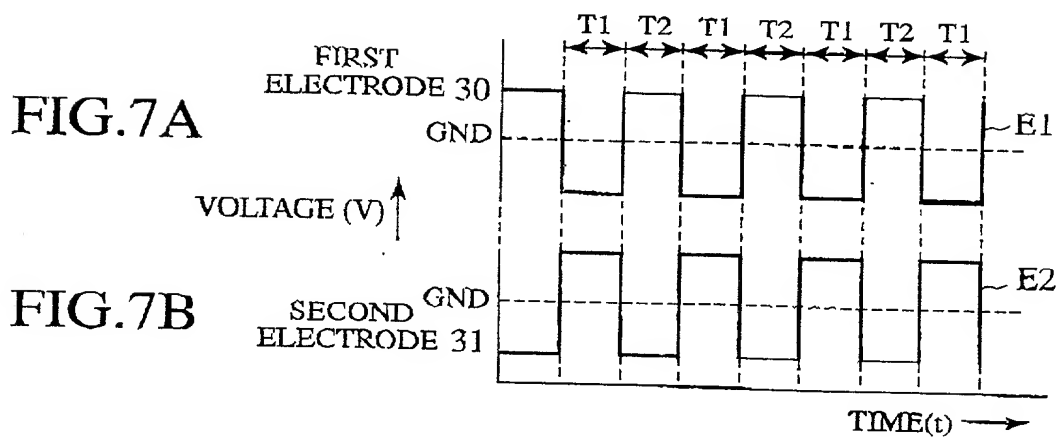 T1 T2 T1 T2 T1 T2 T1
FIRST
ELECTRODE 30
FIG.7A
GND
E1
VOLTAGE (V)
FIG.7B
GND
E2
SECOND
ELECTRODE 31
TIME(t)